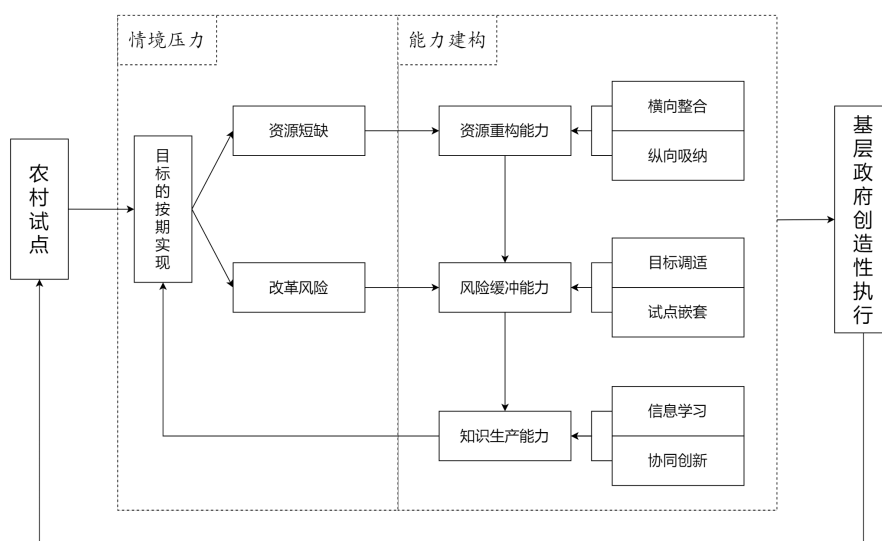 情境压力
能力建构
农村试点
目标的按期实现
资源短缺
改革风险
资源重构能力
风险缓冲能力
知识生产能力
横向整合
纵向吸纳
目标调适
试点嵌套
信息学习
协同创新
基层政府创造性执行